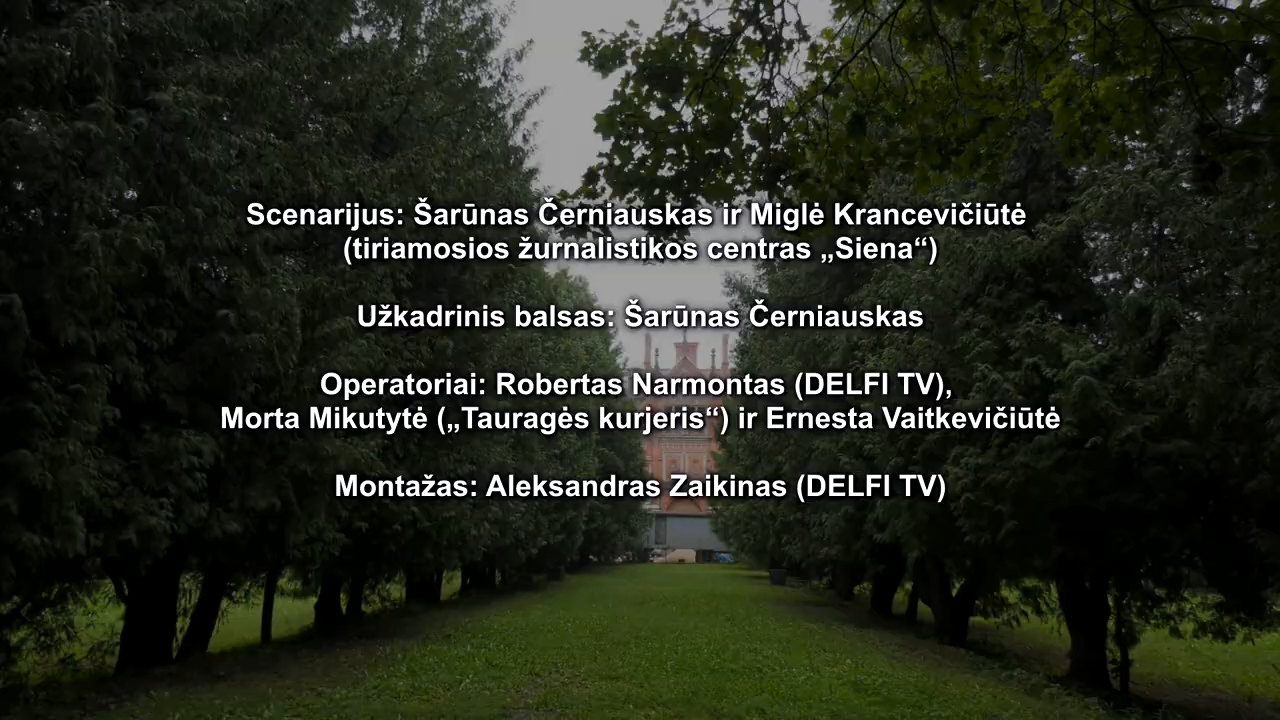 Scenarijus: Šarūnas Černiauskas ir Miglė Krancevičiūtė
(tiriamosios žurnalistikos centras „Siena“)
Užkadrinis balsas: Šarūnas Černiauskas
Operatoriai: Robertas Narmontas (DELFI TV),
Morta Mikutytė („Tauragės kurjeris“) ir Ernesta Vaitkevičiūtė
Montažas: Aleksandras Zaikinas (DELFI TV)